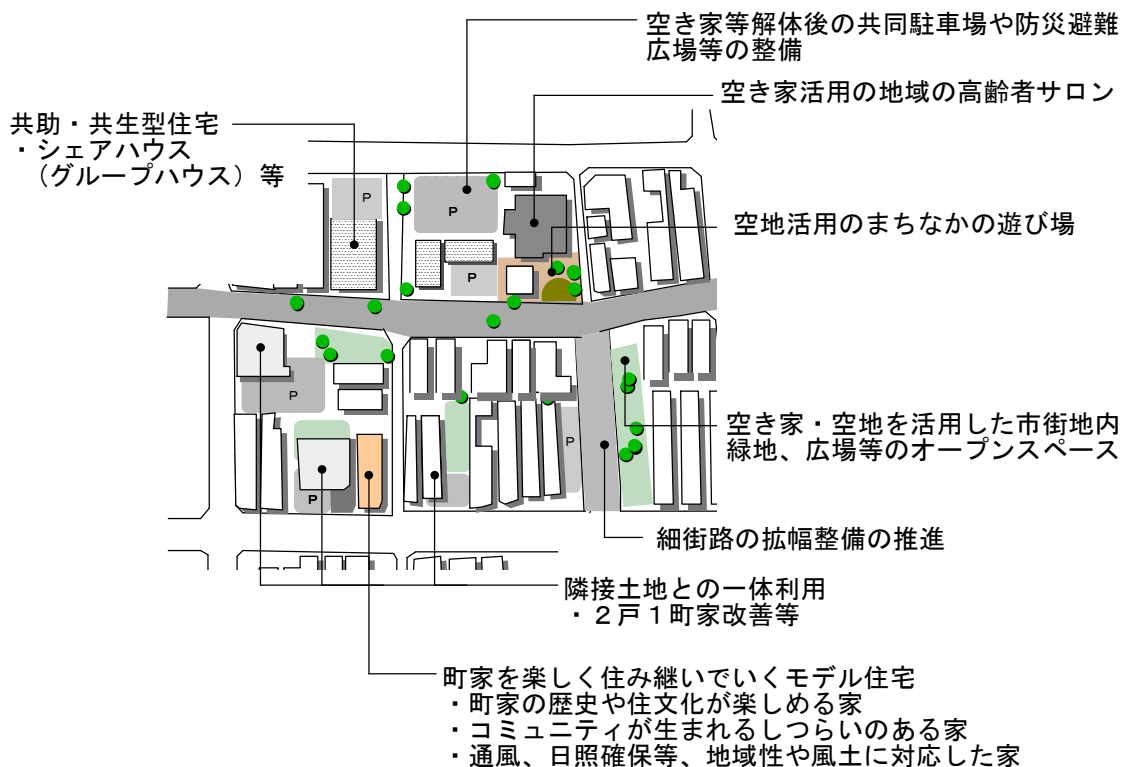 空き家等解体後の共同駐車場や防災避難
広場等の整備
空き家活用の地域の高齢者サロン
共助・共生型住宅
・シェアハウス
（グループハウス）等
P
P
空地活用のまちなかの遊び場
P
P
空き家・空地を活用した市街地内
緑地、広場等のオープンスペース
P
P
細街路の拡幅整備の推進
隣接土地との一体利用
・２戸１町家改善等
町家を楽しく住み継いでいくモデル住宅
・町家の歴史や住文化が楽しめる家
・コミュニティが生まれるしつらいのある家
・通風、日照確保等、地域性や風土に対応した家